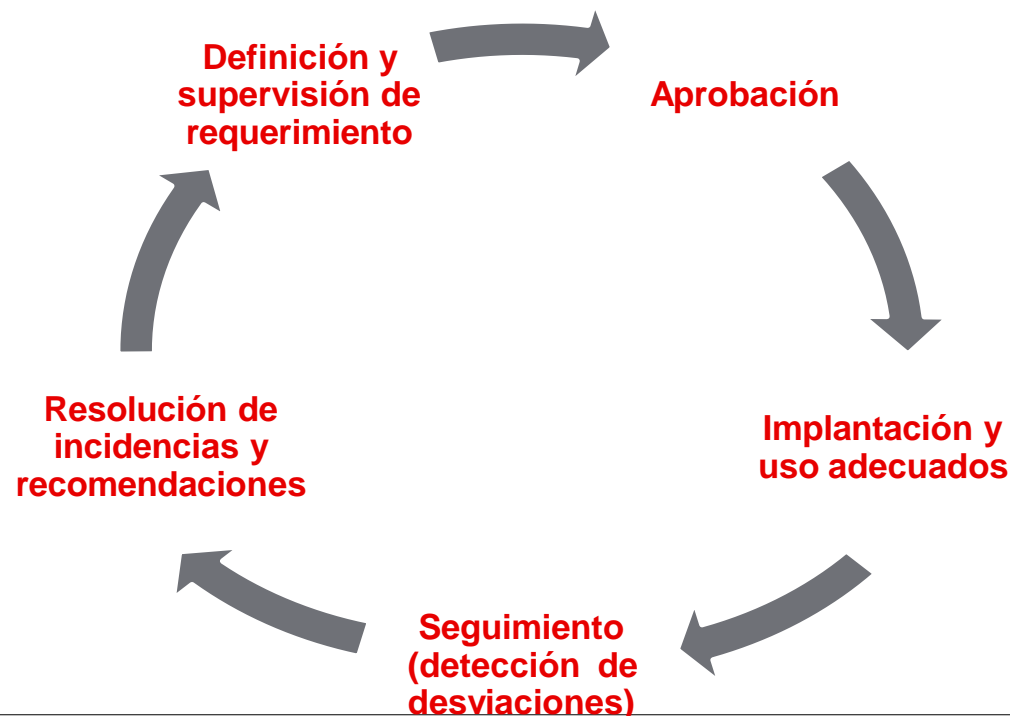 Definición y
supervisión de
requerimiento
Aprobación
Implantación y
uso adecuados
Seguimiento
(detección  de
desviaciones)
Resolución de
incidencias y
recomendaciones